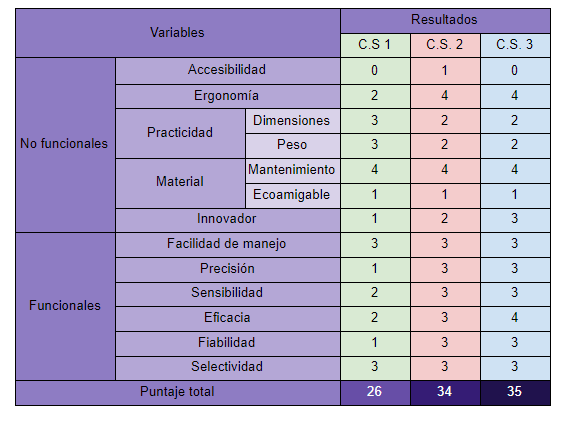 Variables Resultados
C.S 1 C.S. 2 C.S. 3
No funcionales Accesibilidad 0 1 0
Ergonomía 2 4 4
Practicidad Dimensiones 3 2 2
Peso 3 2 2
Material Mantenimiento 4 4 4
Ecoamigable 1 1 1
Innovador 1 2 3
Funcionales Facilidad de manejo 3 3 3
Precisión 1 3 3
Sensibilidad 2 3 3
Eficacia 2 3 4
Fiabilidad 1 3 3
Selectividad 3 3 3
Puntaje total 26 34 35